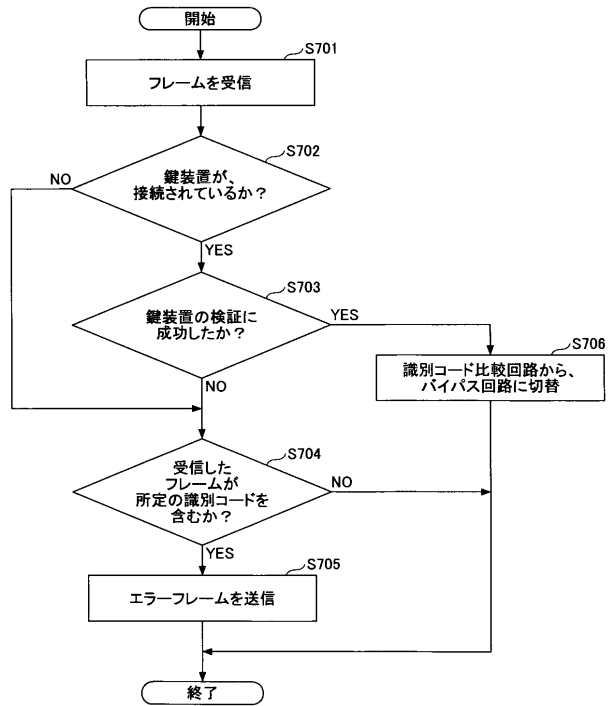 開始
S701
フレームを受信
S702
鍵装置が、
接続されているか？
NO
YES
S703
鍵装置の検証に
成功したか？
YES
NO
S706
識別コード比較回路から、
バイパス回路に切替
S704
受信した
フレームが
所定の識別コードを
含むか？
NO
YES
S705
エラーフレームを送信
終了